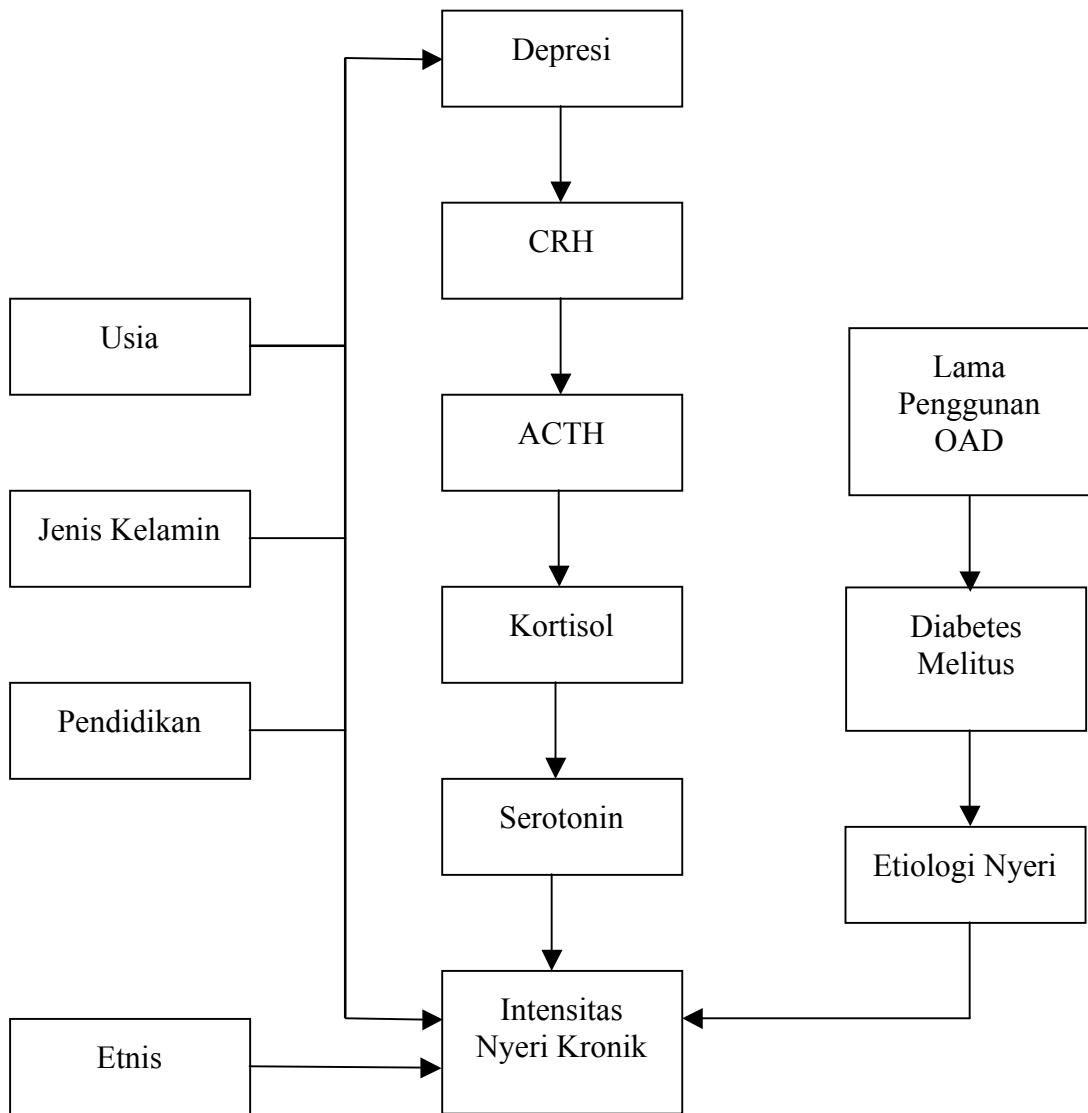 Depresi
CRH
Usia
Lama
Penggunan
OAD
ACTH
Jenis Kelamin
Kortisol
Diabetes
Melitus
Pendidikan
Serotonin
Etiologi Nyeri
Intensitas
Nyeri Kronik
Etnis